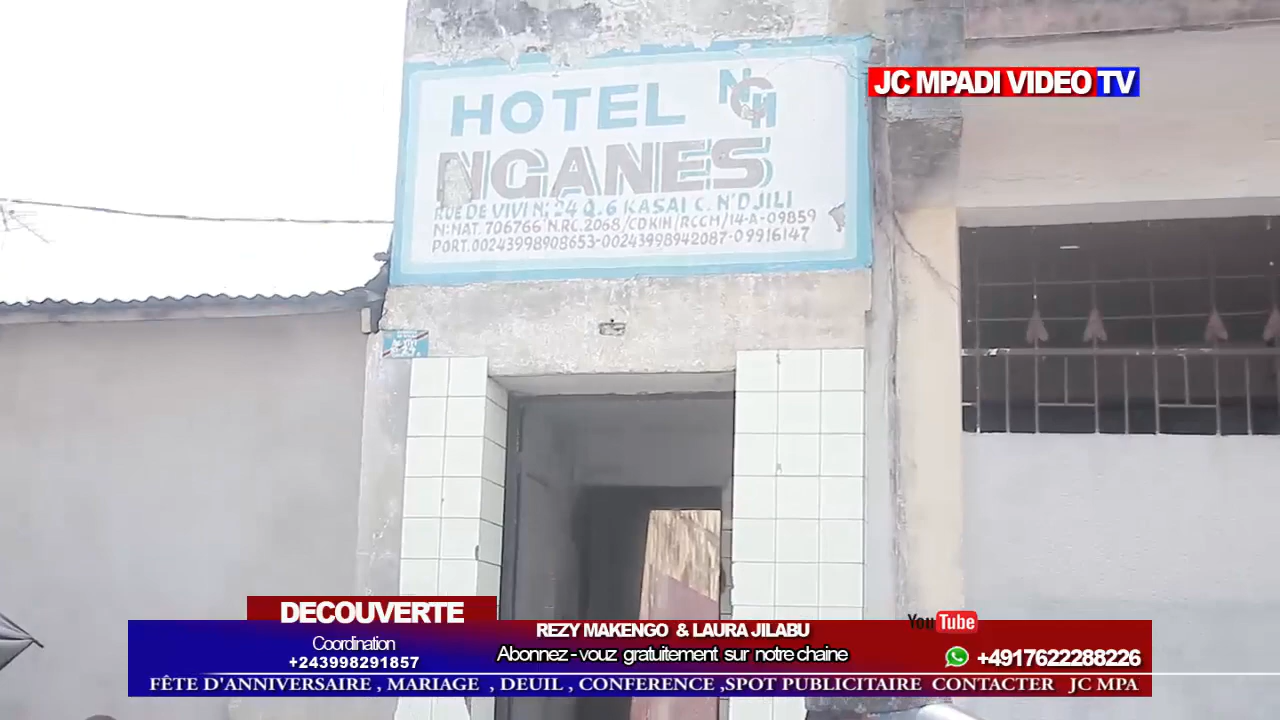 JC MPADI VIDEO TV
HOTEL NGH
NGANES
RUE DE VIVI N: 24 Q.6 KASAI C. N'DJILI
N:MAT. 706766 N.RC.2068/CDKIN/RCCM/14-A-09859
PORT.00243998908653-00243998942087-09916147
DECOUVERTE
Coordination
+243998291857
REZY MAKENGO & LAURA JILABU
Abonnez-vouz gratuitement sur notre chaine
YouTube
+4917622288226
FÊTE D'ANNIVERSAIRE , MARIAGE , DEUIL , CONFERENCE ,SPOT PUBLICITAIRE CONTACTER JC MPA